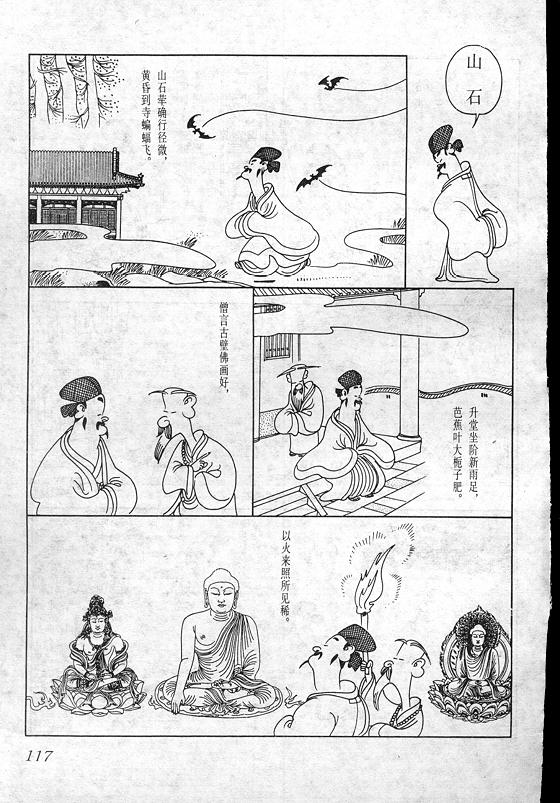 山石
山石荦确行径微，
黄昏到寺蝙蝠飞。
升堂坐阶新雨足，
芭蕉叶大栀子肥。
僧言古壁佛画好，
以火来照所见稀。
117